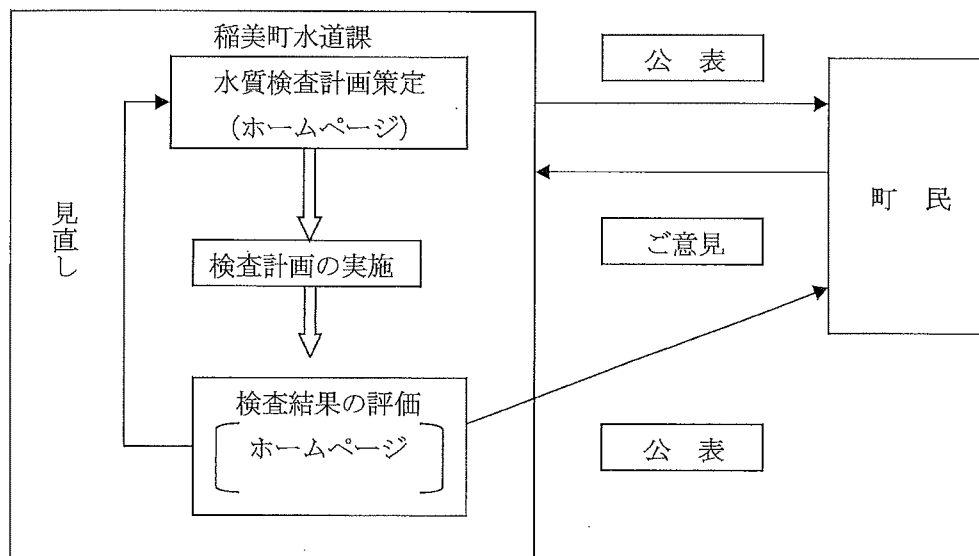 稲美町水道課
水質検査計画策定
（ホームページ）
見直し
検査計画の実施
検査結果の評価
ホームページ
公 表
ご意見
公 表
町 民